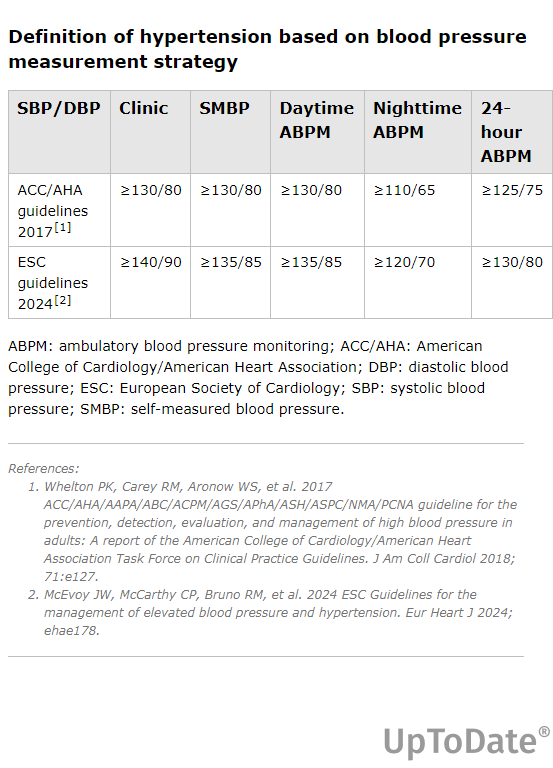 Definition of hypertension based on blood pressure
measurement strategy
SBP/DBP Clinic SMBP Daytime ABPM Nighttime ABPM 24-hour ABPM
ACC/AHA guidelines 2017[1] ≥130/80 ≥130/80 ≥130/80 ≥110/65 ≥125/75
ESC guidelines 2024[2] ≥140/90 ≥135/85 ≥135/85 ≥120/70 ≥130/80
ABPM: ambulatory blood pressure monitoring; ACC/AHA: American
College of Cardiology/American Heart Association; DBP: diastolic blood
pressure; ESC: European Society of Cardiology; SBP: systolic blood
pressure; SMBP: self-measured blood pressure.
References:
1. Whelton PK, Carey RM, Aronow WS, et al. 2017
ACC/AHA/AAPA/ABC/ACPM/AGS/APhA/ASH/ASPC/NMA/PCNA guideline for the
prevention, detection, evaluation, and management of high blood pressure in
adults: A report of the American College of Cardiology/American Heart
Association Task Force on Clinical Practice Guidelines. J Am Coll Cardiol 2018;
71:e127.
2. McEvoy JW, McCarthy CP, Bruno RM, et al. 2024 ESC Guidelines for the
management of elevated blood pressure and hypertension. Eur Heart J 2024;
ehae178.
UpToDate®